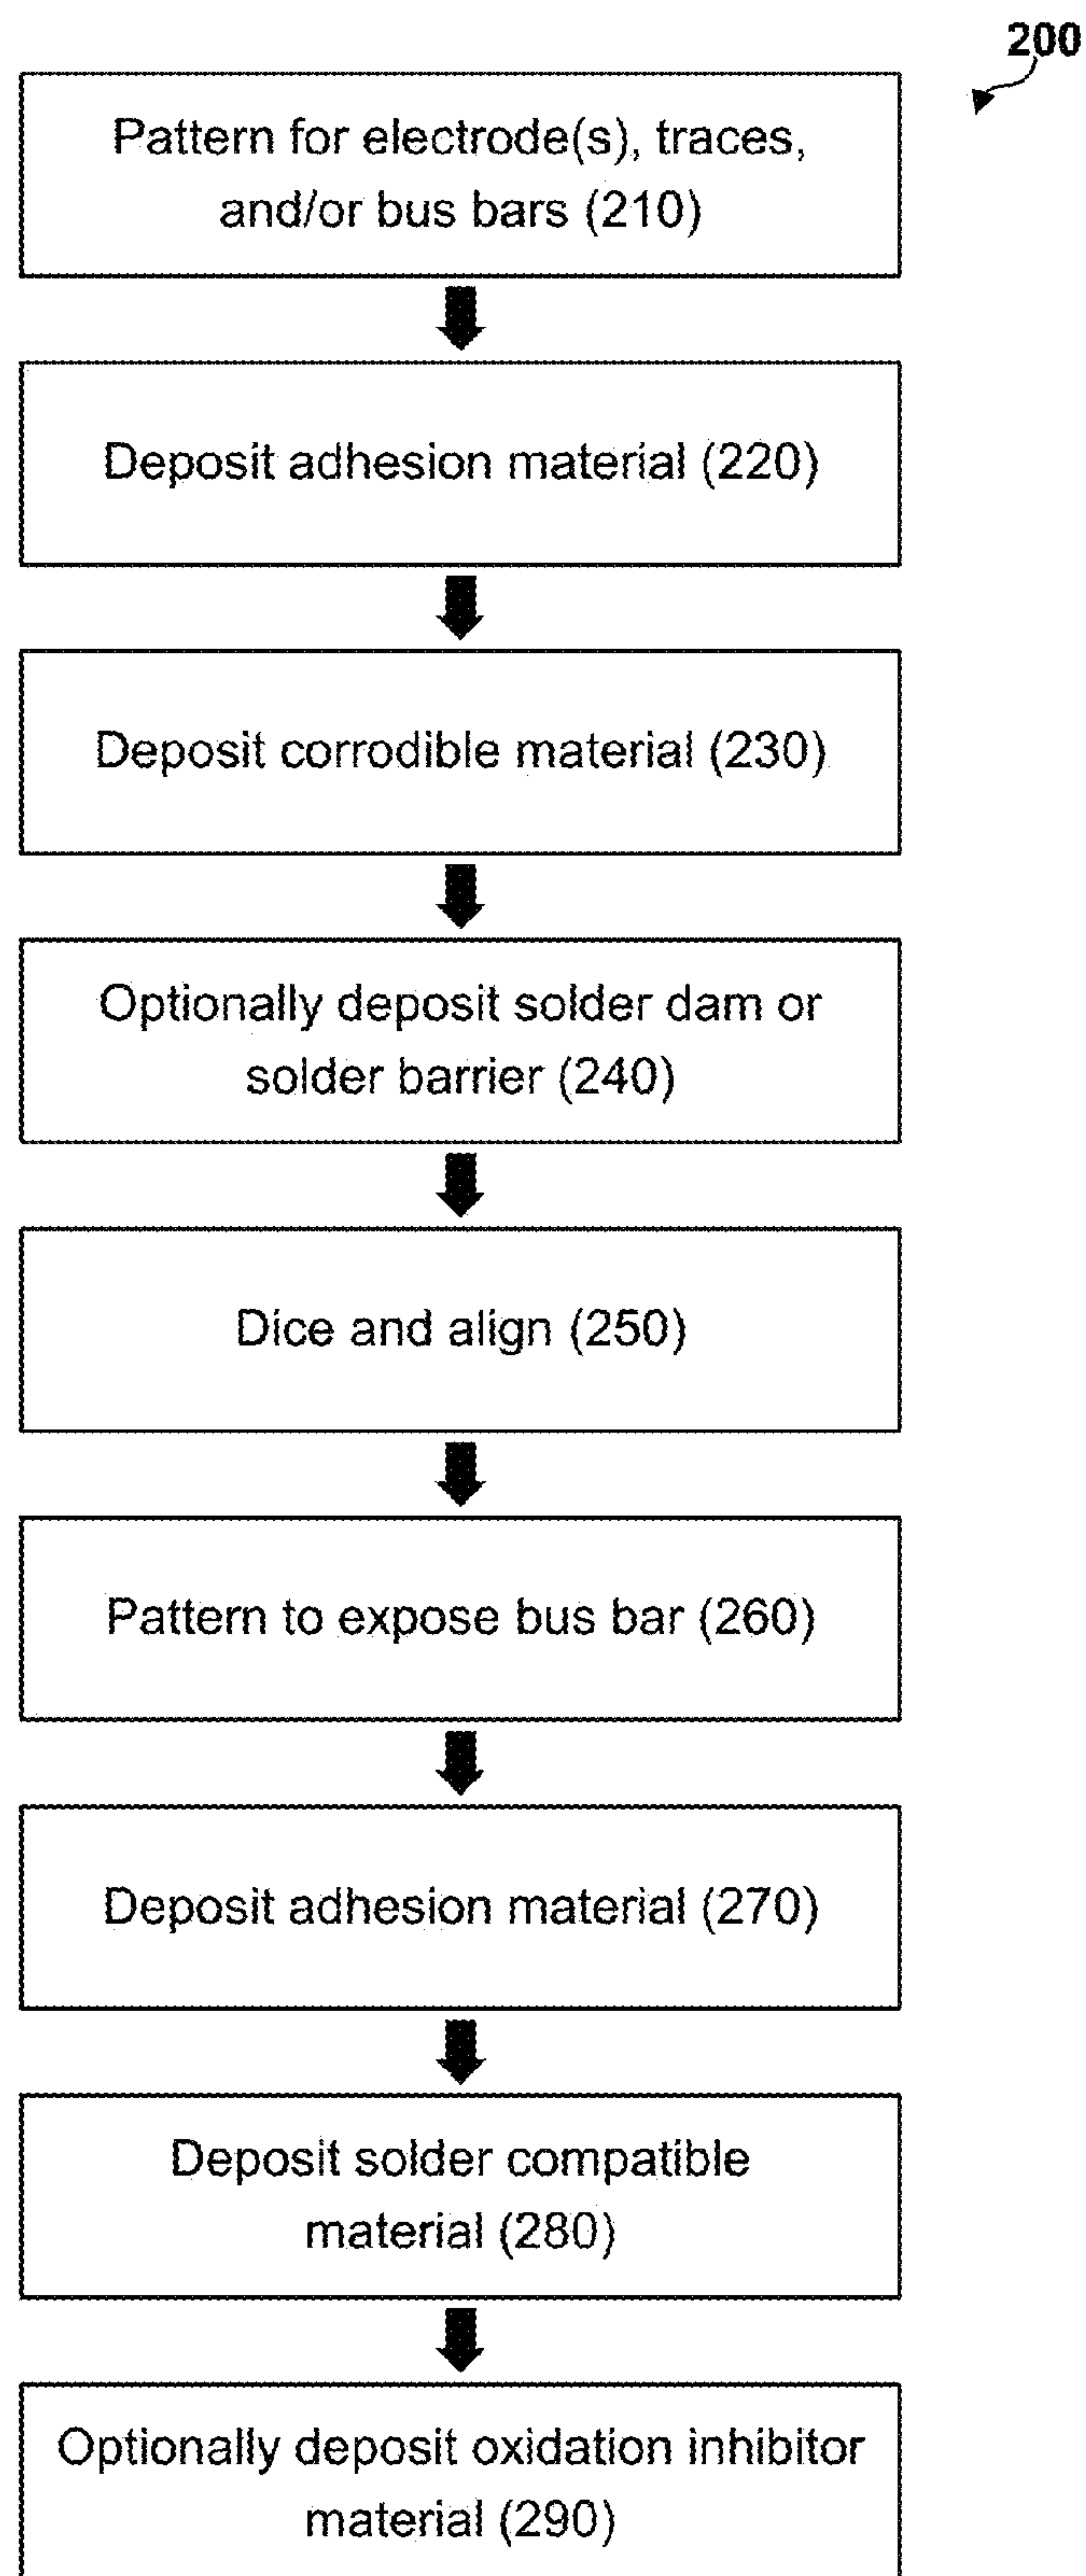 200
Pattern for electrode(s), traces,
and/or bus bars (210)
Deposit adhesion material (220)
Deposit corrodible material (230)
Optionally deposit solder dam or
solder barrier (240)
Dice and align (250)
Pattern to expose bus bar (260)
Deposit adhesion material (270)
Deposit solder compatible
material (280)
Optionally deposit oxidation inhibitor
material (290)